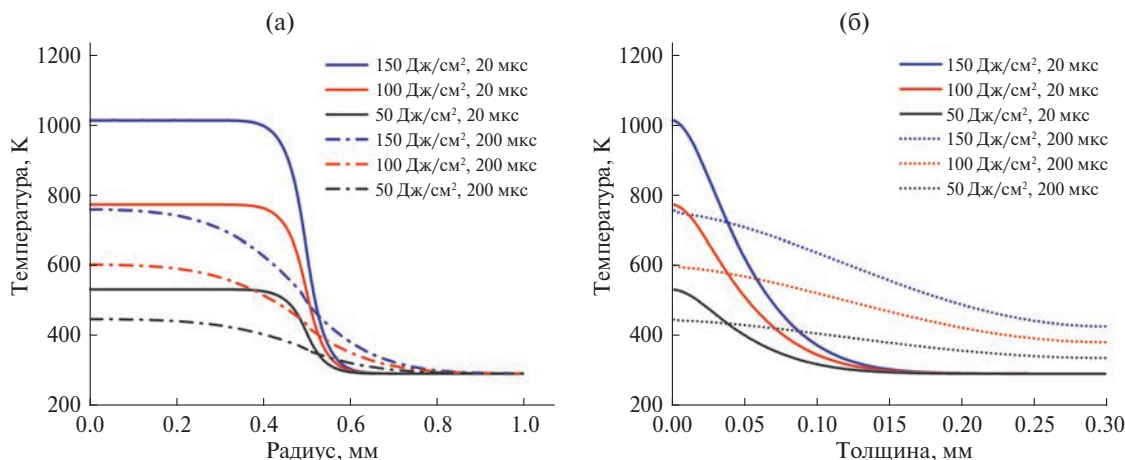 (а)
1200
1000
800
600
400
200
Температура, К
0.0 0.2 0.4 0.6 0.8 1.0
Радиус, мм
150 Дж/см², 20 мкс
100 Дж/см², 20 мкс
50 Дж/см², 20 мкс
150 Дж/см², 200 мкс
100 Дж/см², 200 мкс
50 Дж/см², 200 мкс
(б)
1200
1000
800
600
400
200
Температура, К
0.00 0.05 0.10 0.15 0.20 0.25 0.30
Толщина, мм
150 Дж/см², 20 мкс
100 Дж/см², 20 мкс
50 Дж/см², 20 мкс
150 Дж/см², 200 мкс
100 Дж/см², 200 мкс
50 Дж/см², 200 мкс